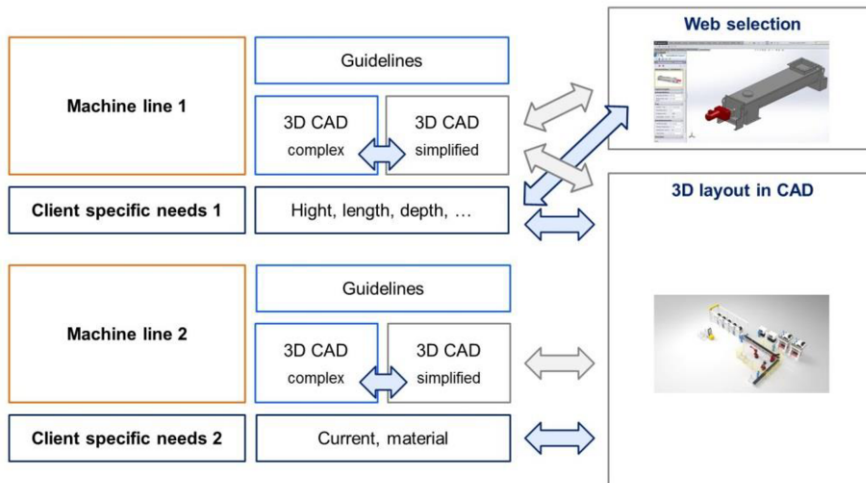 Web selection
Guidelines
Machine line 1
3D CAD
complex
3D CAD
simplified
3D layout in CAD
Client specific needs 1
Hight, length, depth, …
Guidelines
Machine line 2
3D CAD
complex
3D CAD
simplified
Client specific needs 2
Current, material